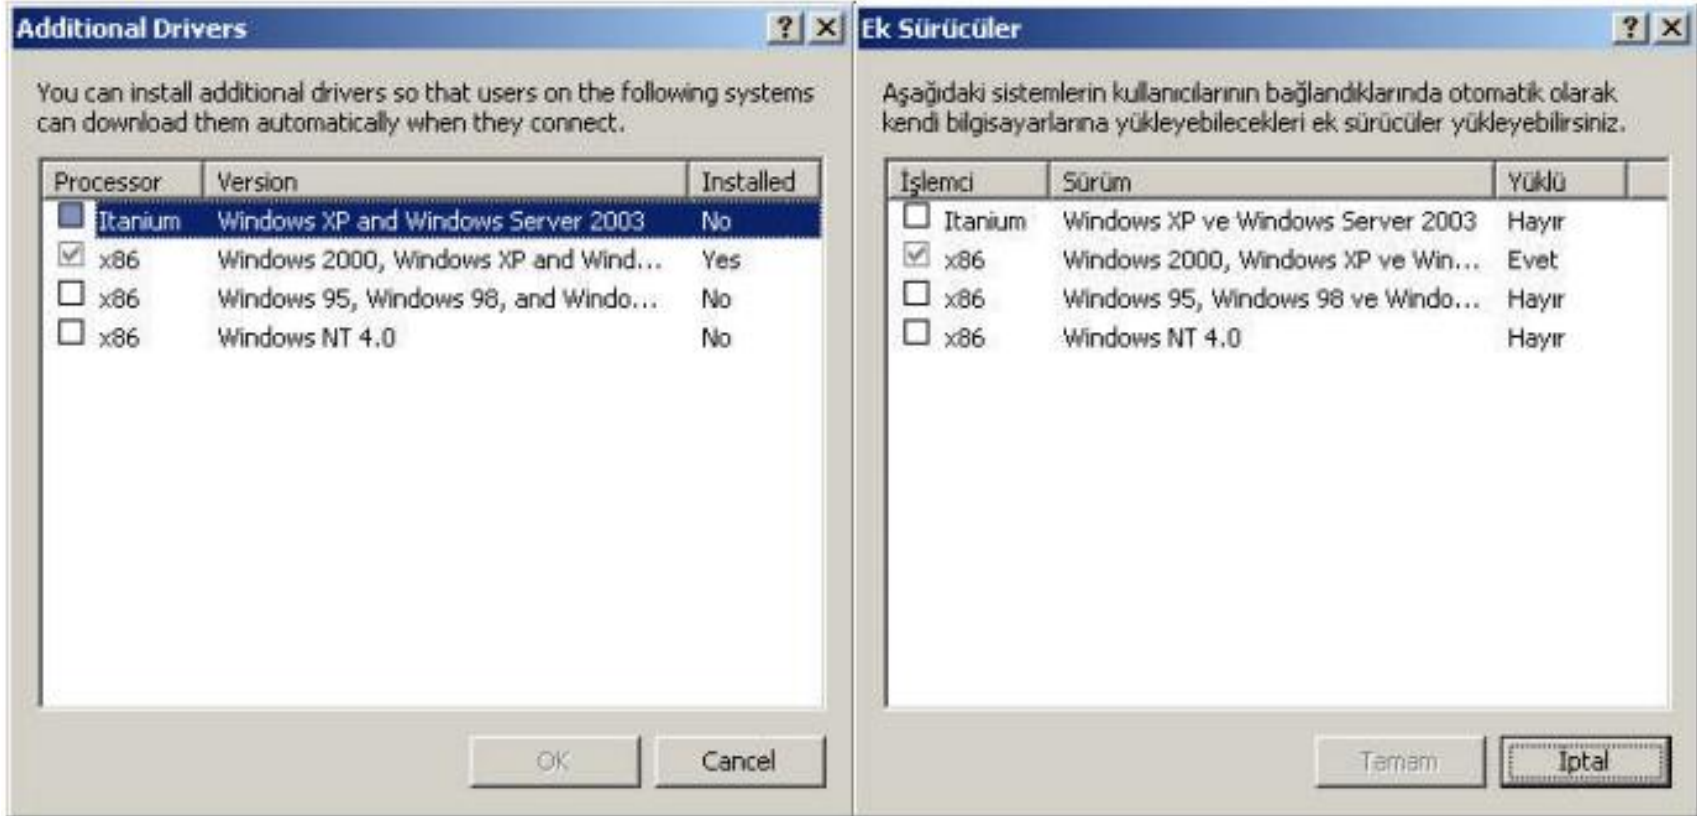 Additional Drivers
You can install additional drivers so that users on the following systems
can download them automatically when they connect.
Processor Version Installed
Itanium Windows XP and Windows Server 2003 No
x86 Windows 2000, Windows XP and Wind... Yes
x86 Windows 95, Windows 98, and Windo... No
x86 Windows NT 4.0 No
OK Cancel
Ek Sürücüler
Aşağıdaki sistemlerin kullanıcılarının bağlandıklarında otomatik olarak
kendi bilgisayarlarına yükleyebilecekleri ek sürücüler yükleyebilirsiniz.
İşlemci Sürüm Yüklü
Itanium Windows XP ve Windows Server 2003 Hayır
x86 Windows 2000, Windows XP ve Win... Evet
x86 Windows 95, Windows 98 ve Windo... Hayır
x86 Windows NT 4.0 Hayır
Tamam Iptal